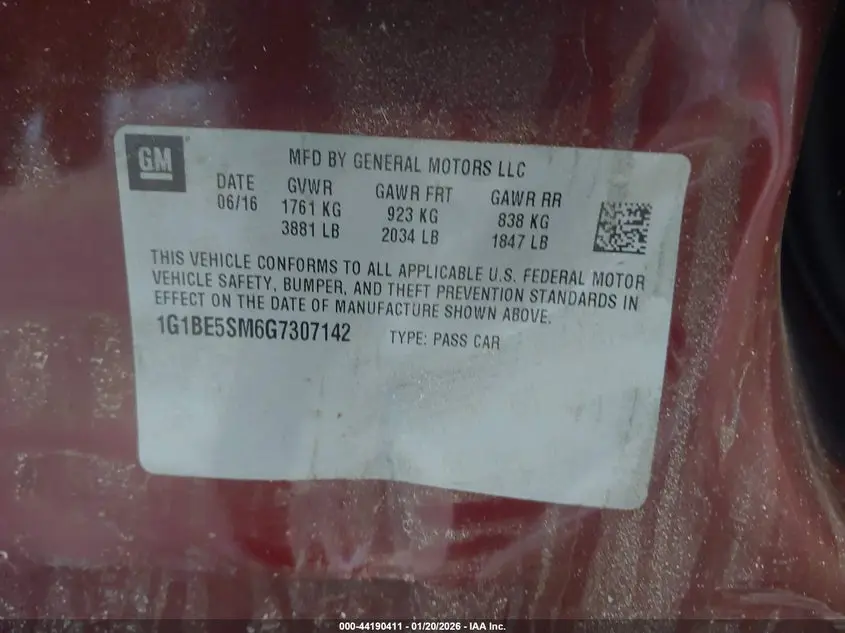 GM
MFD BY GENERAL MOTORS LLC
DATE GVWR GAWR FRT GAWR RR
06/16 1761 KG 923 KG 838 KG
3881 LB 2034 LB 1847 LB
THIS VEHICLE CONFORMS TO ALL APPLICABLE U.S. FEDERAL MOTOR
VEHICLE SAFETY, BUMPER, AND THEFT PREVENTION STANDARDS IN
EFFECT ON THE DATE OF MANUFACTURE SHOWN ABOVE.
1G1BE5SM6G7307142 TYPE: PASS CAR
000-44190411 - 01/20/2026 - IAA Inc.